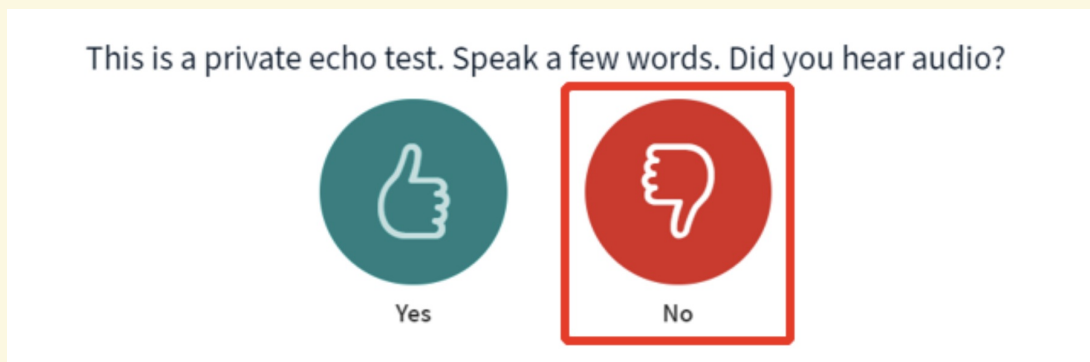 This is a private echo test. Speak a few words. Did you hear audio?
Yes No